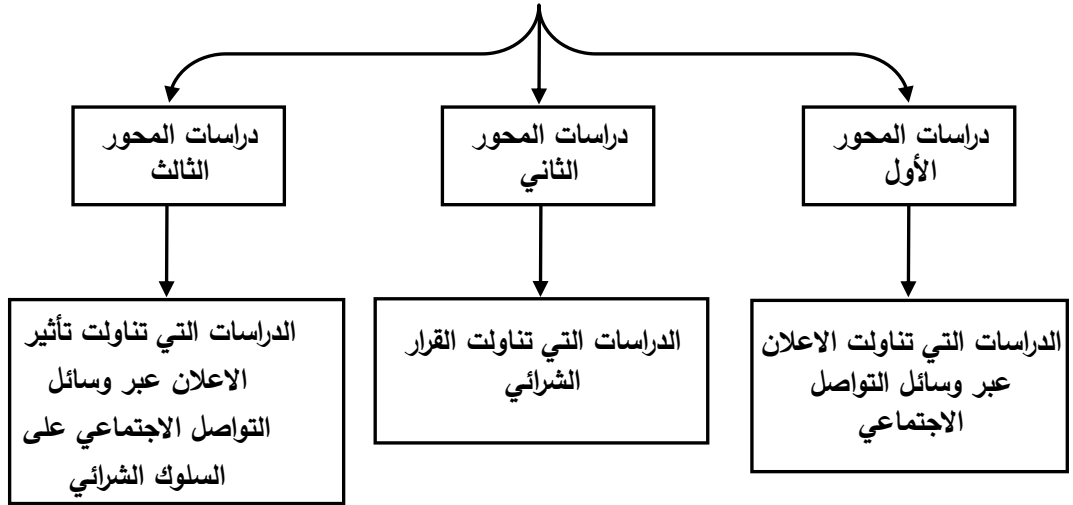 دراسات المحور
الأول
دراسات المحور
الثاني
دراسات المحور
الثالث
الدراسات التي تناولت الاعلان
عبر وسائل التواصل
الاجتماعي
الدراسات التي تناولت القرار
الشرائي
الدراسات التي تناولت تأثير
الاعلان عبر وسائل
التواصل الاجتماعي على
السلوك الشرائي